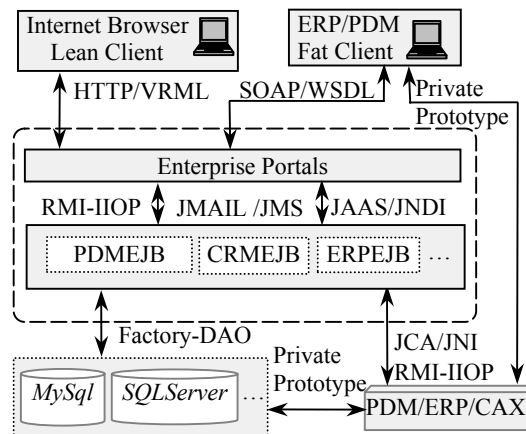 Internet Browser
Lean Client
ERP/PDM
Fat Client
HTTP/VRML
SOAP/WSDL
Private
Prototype
Enterprise Portals
RMI-IIOP
JMAIL /JMS
JAAS/JNDI
PDMEJB
CRMEJB
ERPEJB
...
Factory-DAO
JCA/JNI
RMI-IIOP
MySql
SQLServer
...
Private
Prototype
PDM/ERP/CAX